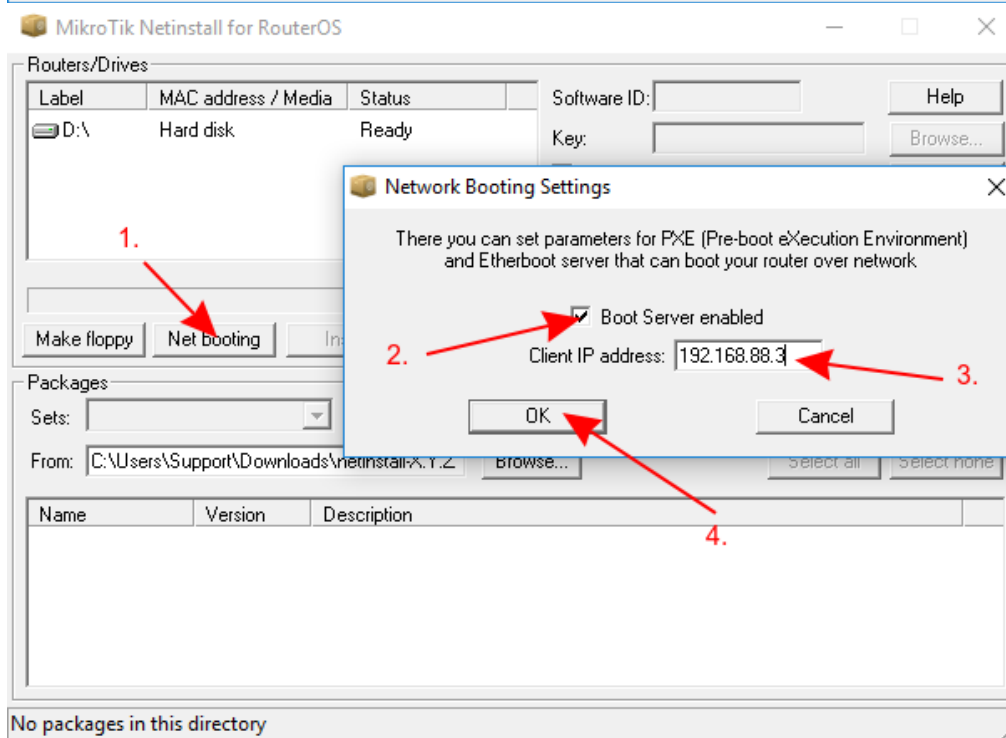 MikroTik Netinstall for RouterOS
Routers/Drives
Label MAC address / Media Status
D:\ Hard disk Ready
Software ID: Help
Key: Browse...
Network Booting Settings
There you can set parameters for PXE (Pre-boot eXecution Environment)
and Etherboot server that can boot your router over network
1.
Boot Server enabled
2.
Client IP address: 192.168.88.3
3.
OK Cancel
4.
Make floppy Net booting In
Packages
Sets:
From: C:\Users\Support\Downloads\netinstall-X.Y.Z Browse... Select all Select none
Name Version Description
No packages in this directory